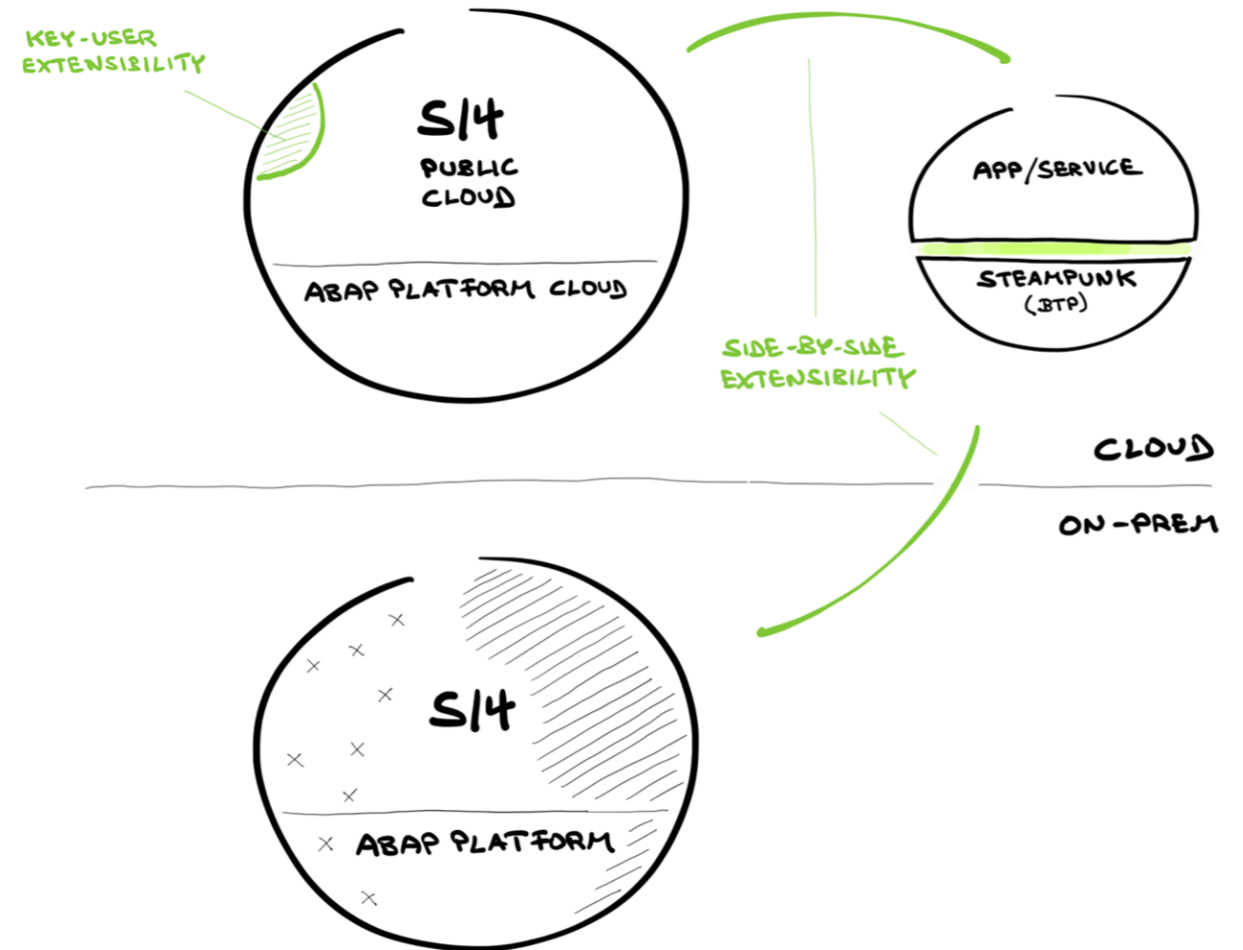 KEY-USER
EXTENSIBILITY
S/4
PUBLIC
CLOUD
ABAP PLATFORM CLOUD
APP/SERVICE
STEAMPUNK
(BTP)
SIDE-BY-SIDE
EXTENSIBILITY
CLOUD
ON-PREM
S/4
ABAP PLATFORM